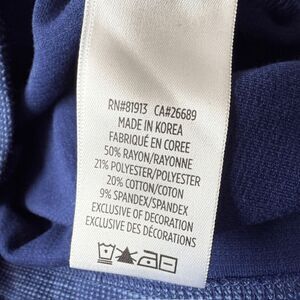 RN#81913 CA#26689
MADE IN KOREA
FABRIQUÉ EN COREE
50% RAYON/RAYONNE
21% POLYESTER/POLYESTER
20% COTTON/COTON
9% SPANDEX/SPANDEX
EXCLUSIVE OF DECORATION
EXCLUSIVE DES DÉCORATIONS